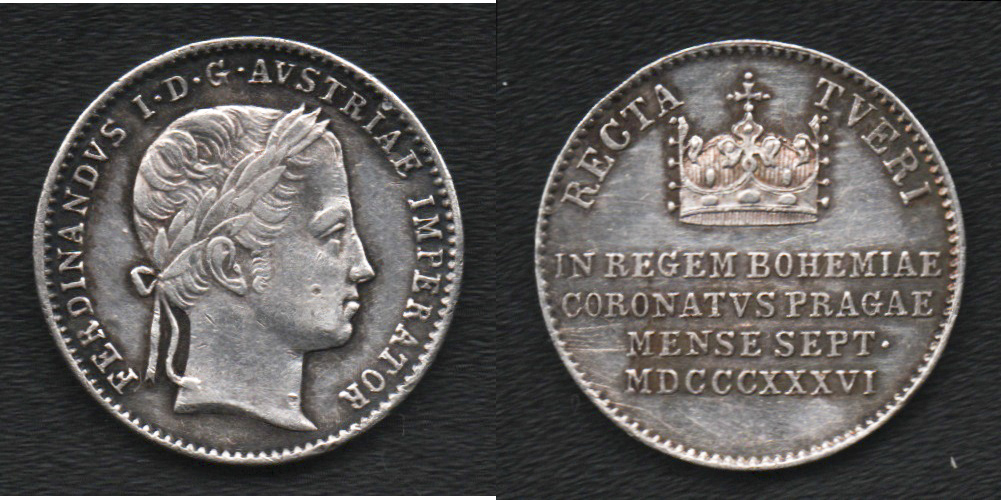 FERDINANDVS I·D·G·AVSTRIAE IMPERATOR
RECTA TVERI
IN REGEM BOHEMIAE
CORONATVS PRAGAE
MENSE SEPT·
MDCCCXXXVI